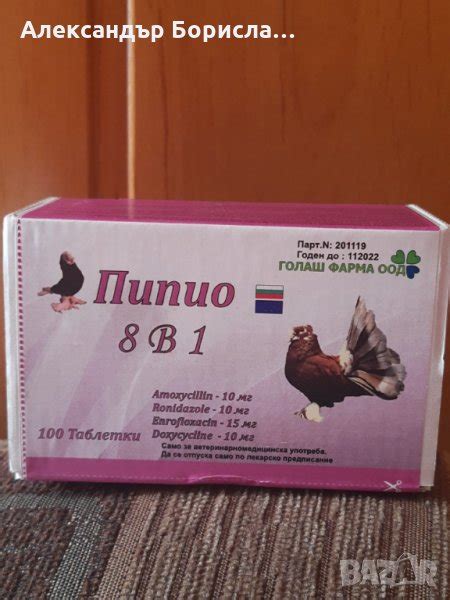 Александър Борисла...
Парт.N: 201119
Годен до : 112022
ГОЛАШ ФАРМА ООД
Пипио
8 В 1
Amoxycillin - 10 мг
Ronidazole - 10 мг
Enrofloxacin - 15 мг
Doxycycline - 10 мг
100 Таблетки
Само за ветеринарномедицинска употреба.
Да се отпуска само по лекарско предписание
BAZAR